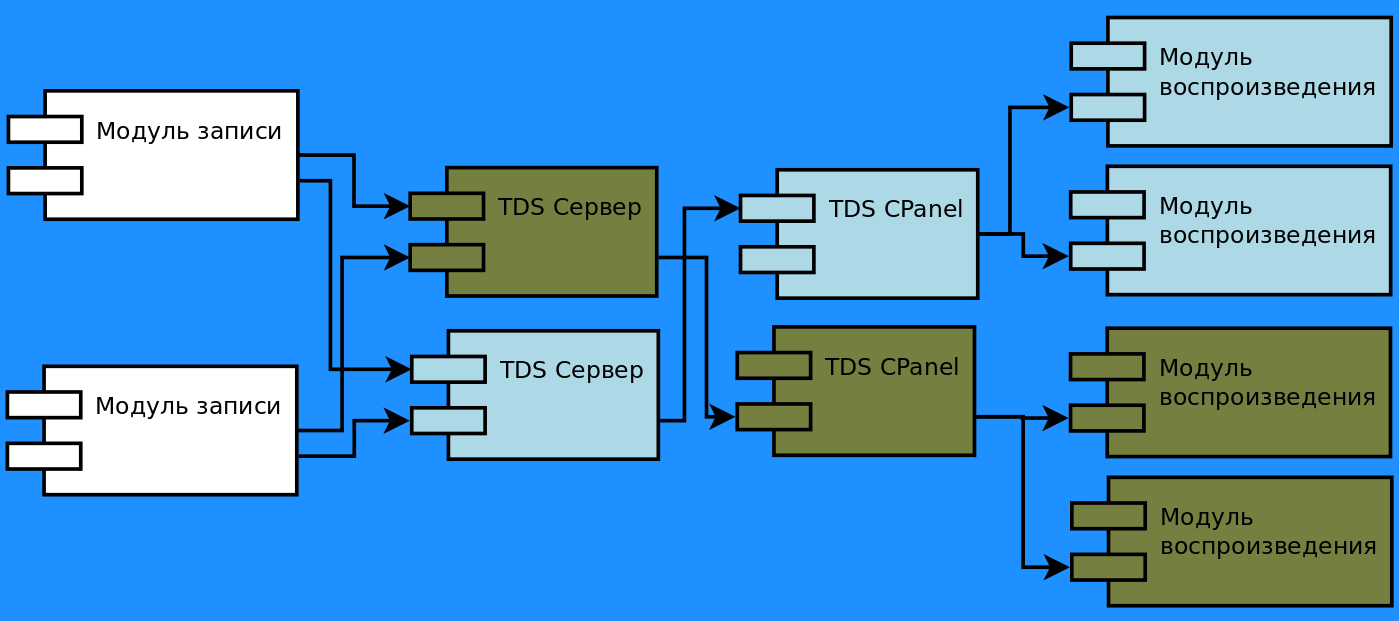 Модуль записи
Модуль записи
TDS Сервер
TDS Сервер
TDS CPanel
TDS CPanel
Модуль
воспроизведения
Модуль
воспроизведения
Модуль
воспроизведения
Модуль
воспроизведения